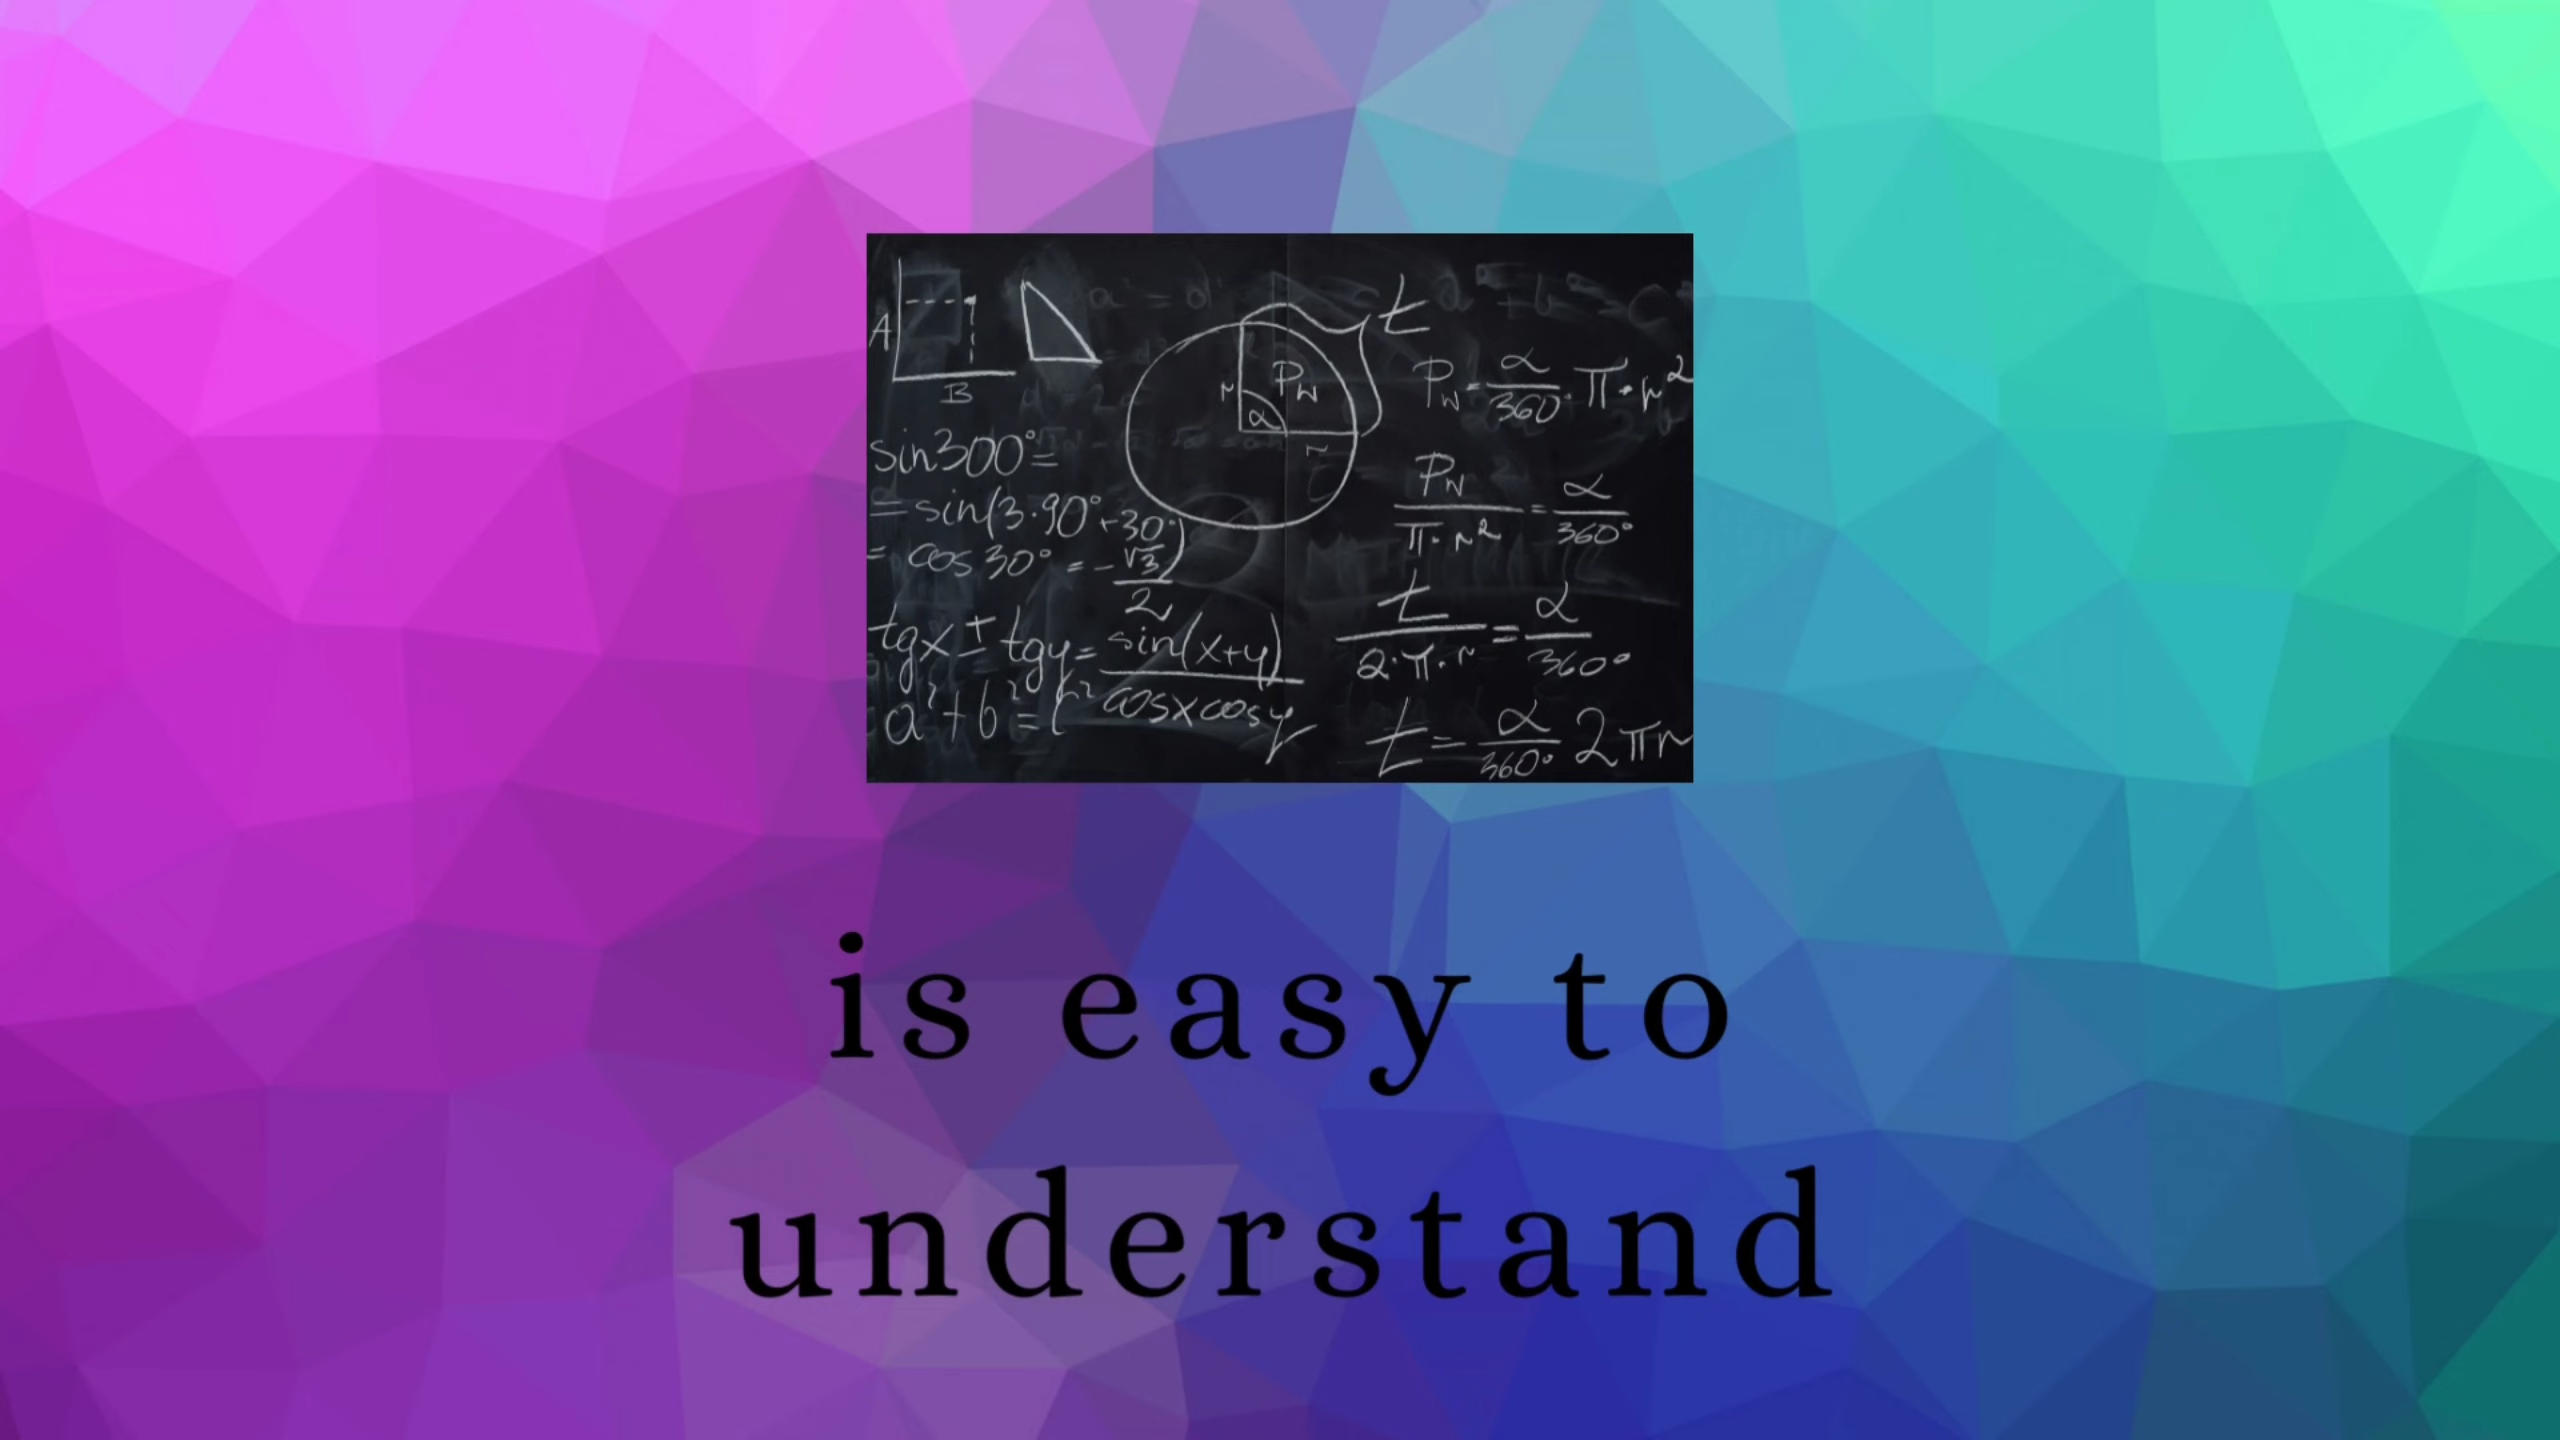 A
B
t
r
Pw
α
r
sin300°=
= sin(3·90°+30°)
= cos 30° = -√3/2
tgx ± tgy = sin(x+y)/cosxcosy
a²+b²=c²
Pw = α/360° · π·r²
Pw/π·r² = α/360°
t/2·π·r = α/360°
t = α/360° 2πr
is easy to
understand